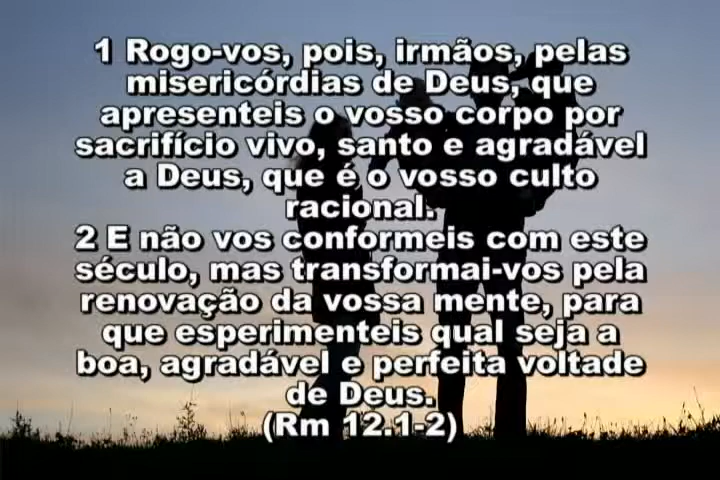 1 Rogo-vos, pois, irmãos, pelas
misericórdias de Deus, que
apresenteis o vosso corpo por
sacrifício vivo, santo e agradável
a Deus, que é o vosso culto
racional.
2 E não vos conformeis com este
século, mas transformai-vos pela
renovação da vossa mente, para
que esperimenteis qual seja a
boa, agradável e perfeita voltade
de Deus.
(Rm 12.1-2)